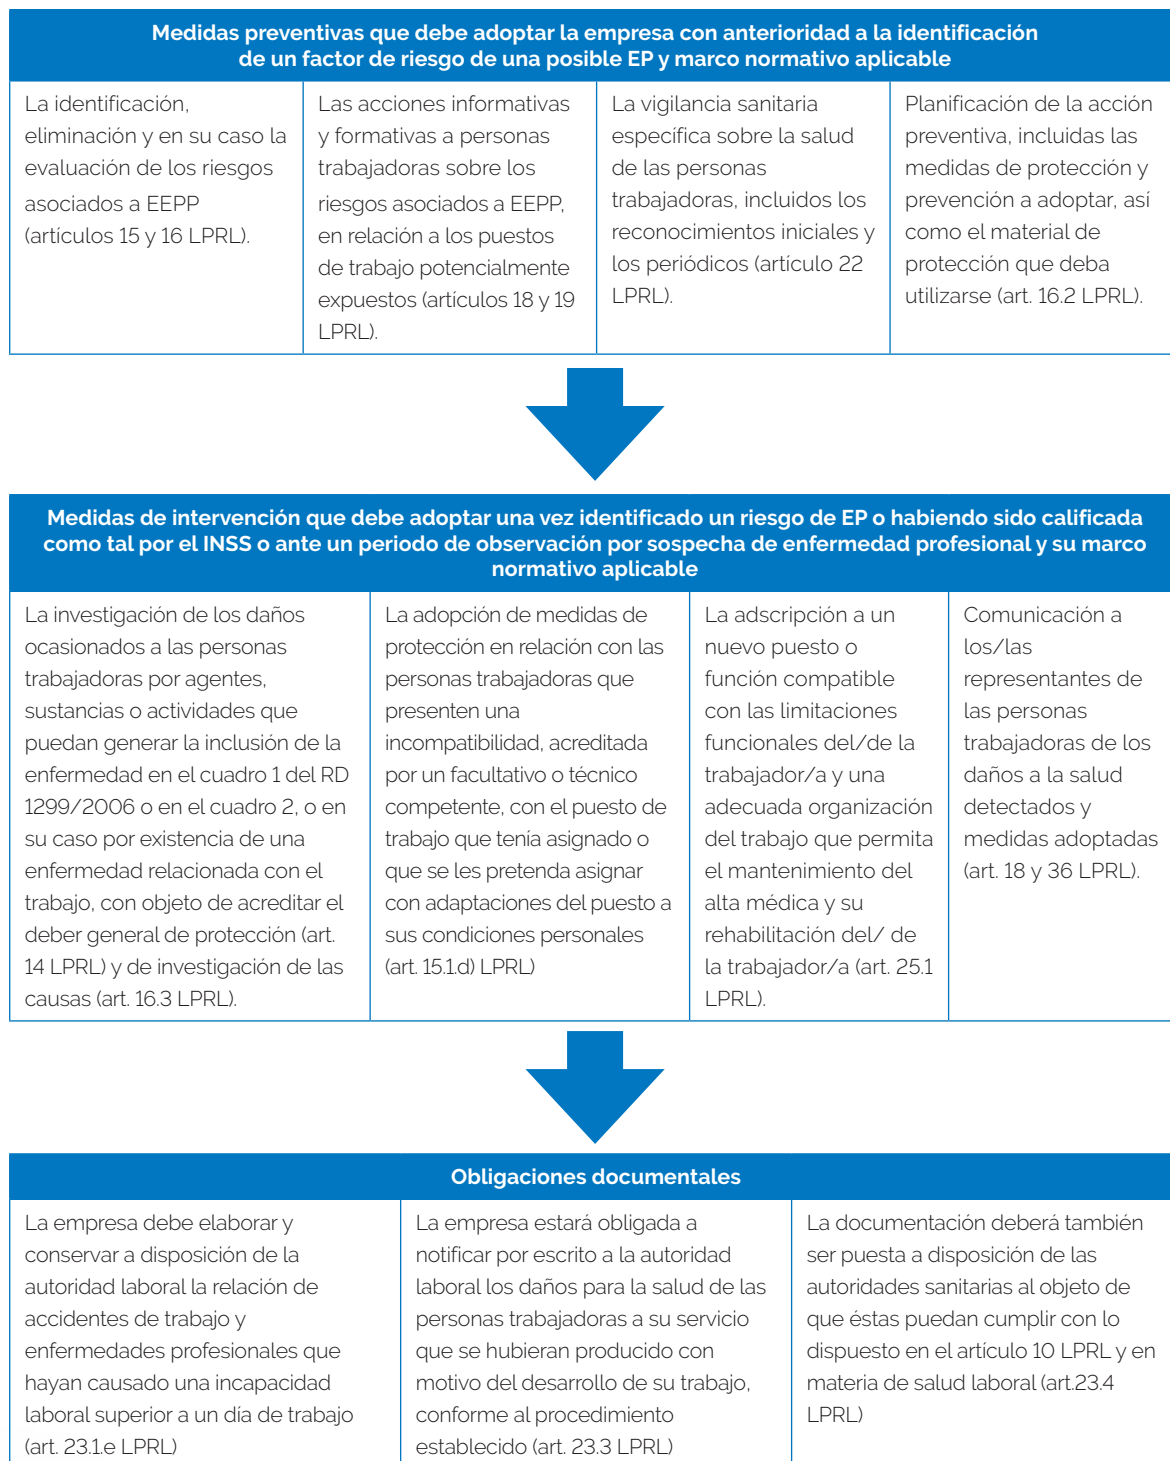 Medidas preventivas que debe adoptar la empresa con anterioridad a la identificación
de un factor de riesgo de una posible EP y marco normativo aplicable
La identificación,
eliminación y en su caso la
evaluación de los riesgos
asociados a EEPP
(artículos 15 y 16 LPRL).
Las acciones informativas
y formativas a personas
trabajadoras sobre los
riesgos asociados a EEPP,
en relación a los puestos
de trabajo potencialmente
expuestos (artículos 18 y 19
LPRL).
La vigilancia sanitaria
específica sobre la salud
de las personas
trabajadoras, incluidos los
reconocimientos iniciales y
los periódicos (artículo 22
LPRL).
Planificación de la acción
preventiva, incluidas las
medidas de protección y
prevención a adoptar, así
como el material de
protección que deba
utilizarse (art. 16.2 LPRL).
Medidas de intervención que debe adoptar una vez identificado un riesgo de EP o habiendo sido calificada
como tal por el INSS o ante un periodo de observación por sospecha de enfermedad profesional y su marco
normativo aplicable
La investigación de los daños
ocasionados a las personas
trabajadoras por agentes,
sustancias o actividades que
puedan generar la inclusión de la
enfermedad en el cuadro 1 del RD
1299/2006 o en el cuadro 2, o en
su caso por existencia de una
enfermedad relacionada con el
trabajo, con objeto de acreditar el
deber general de protección (art.
14 LPRL) y de investigación de las
causas (art. 16.3 LPRL).
La adopción de medidas de
protección en relación con las
personas trabajadoras que
presenten una
incompatibilidad, acreditada
por un facultativo o técnico
competente, con el puesto de
trabajo que tenía asignado o
que se les pretenda asignar
con adaptaciones del puesto a
sus condiciones personales
(art. 15.1.d) LPRL)
La adscripción a un
nuevo puesto o
función compatible
con las limitaciones
funcionales del/de la
trabajador/a y una
adecuada organización
del trabajo que permita
el mantenimiento del
alta médica y su
rehabilitación del/ de
la trabajador/a (art. 25.1
LPRL).
Comunicación a
los/las
representantes de
las personas
trabajadoras de los
daños a la salud
detectados y
medidas adoptadas
(art. 18 y 36 LPRL).
Obligaciones documentales
La empresa debe elaborar y
conservar a disposición de la
autoridad laboral la relación de
accidentes de trabajo y
enfermedades profesionales que
hayan causado una incapacidad
laboral superior a un día de trabajo
(art. 23.1.e LPRL)
La empresa estará obligada a
notificar por escrito a la autoridad
laboral los daños para la salud de las
personas trabajadoras a su servicio
que se hubieran producido con
motivo del desarrollo de su trabajo,
conforme al procedimiento
establecido (art. 23.3 LPRL)
La documentación deberá también
ser puesta a disposición de las
autoridades sanitarias al objeto de
que éstas puedan cumplir con lo
dispuesto en el artículo 10 LPRL y en
materia de salud laboral (art.23.4
LPRL)